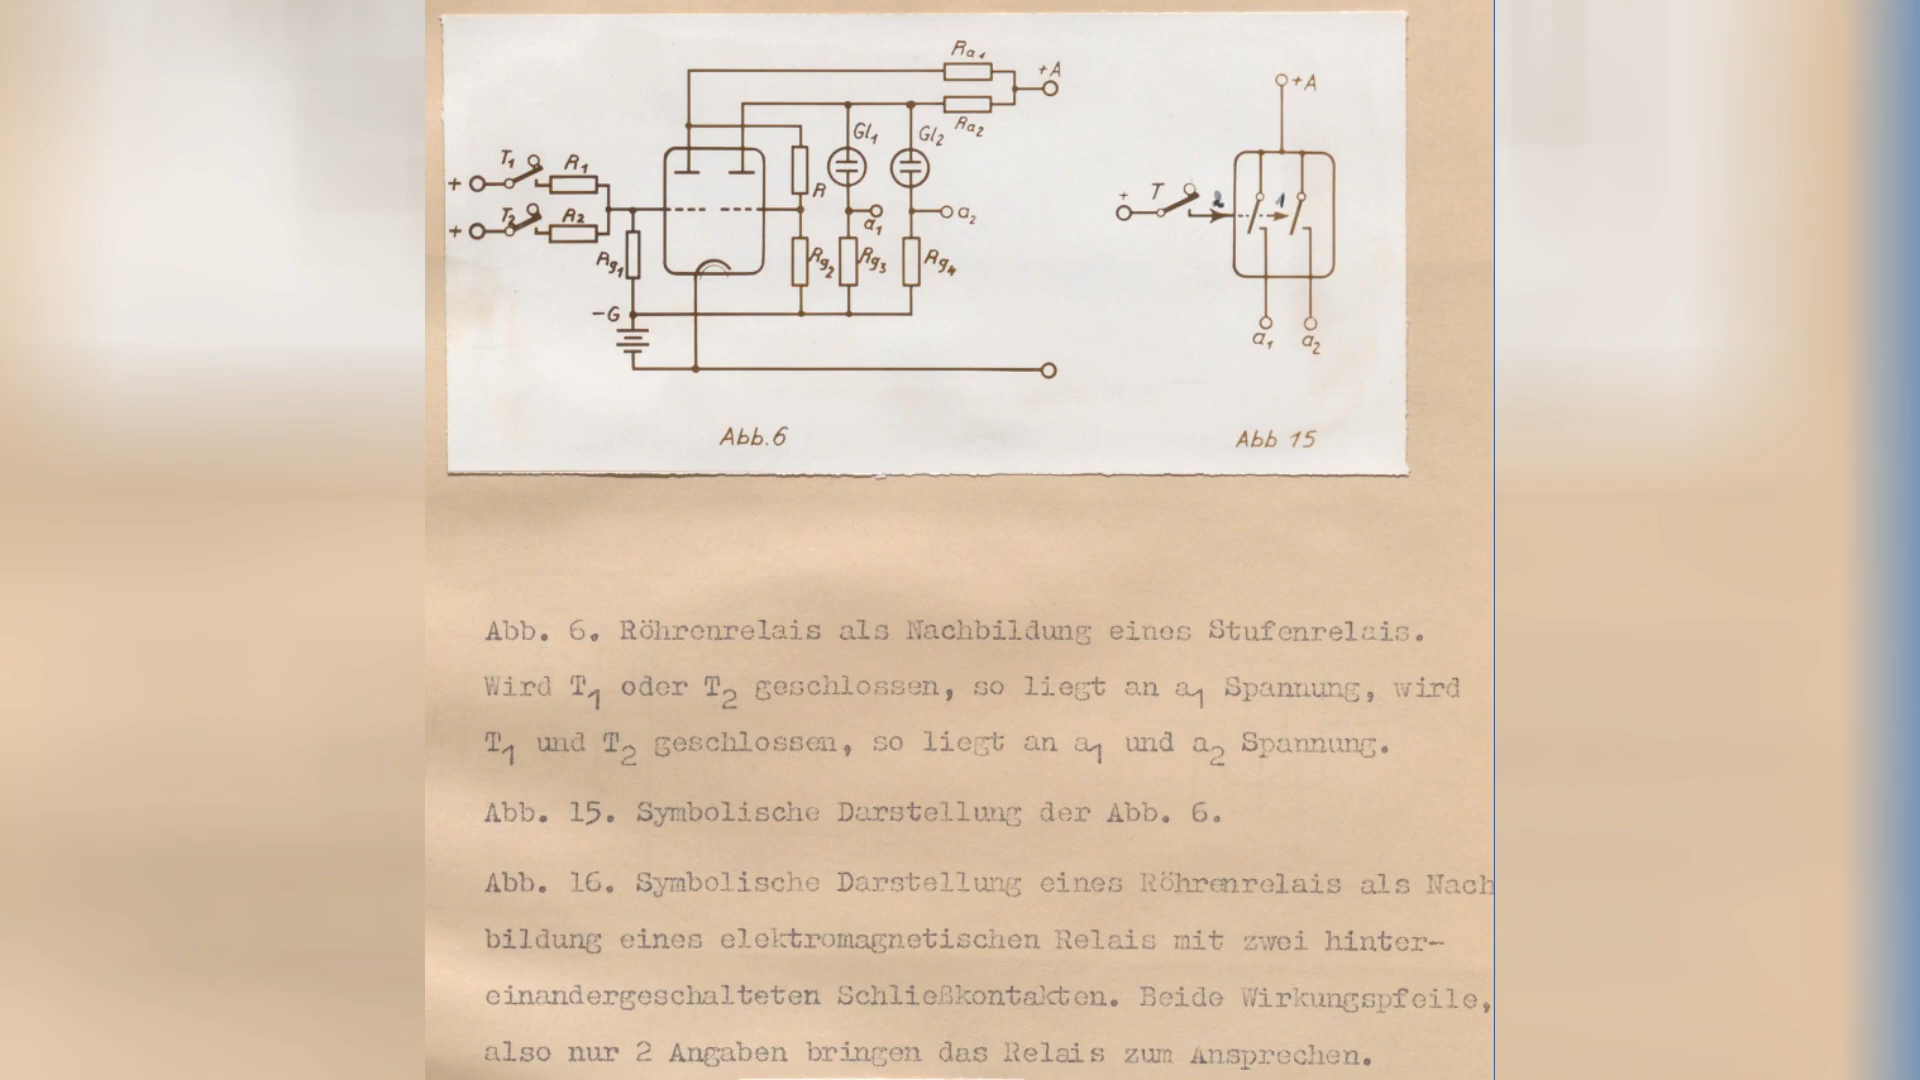 Ra1
+A
Ra2
Gl1
Gl2
T1
R1
+
T2
R2
+
R
a1
a2
Rg1
Rg2
Rg3
Rg4
-G
Abb.6
+A
+
T
2
1
a1
a2
Abb 15
Abb. 6. Röhrenrelais als Nachbildung eines Stufenrelais.
Wird T1 oder T2 geschlossen, so liegt an a1 Spannung, wird
T1 und T2 geschlossen, so liegt an a1 und a2 Spannung.
Abb. 15. Symbolische Darstellung der Abb. 6.
Abb. 16. Symbolische Darstellung eines Röhrenrelais als Nach
bildung eines elektromagnetischen Relais mit zwei hinter-
einandergeschalteten Schließkontakten. Beide Wirkungspfeile,
also nur 2 Angaben bringen das Relais zum Ansprechen.